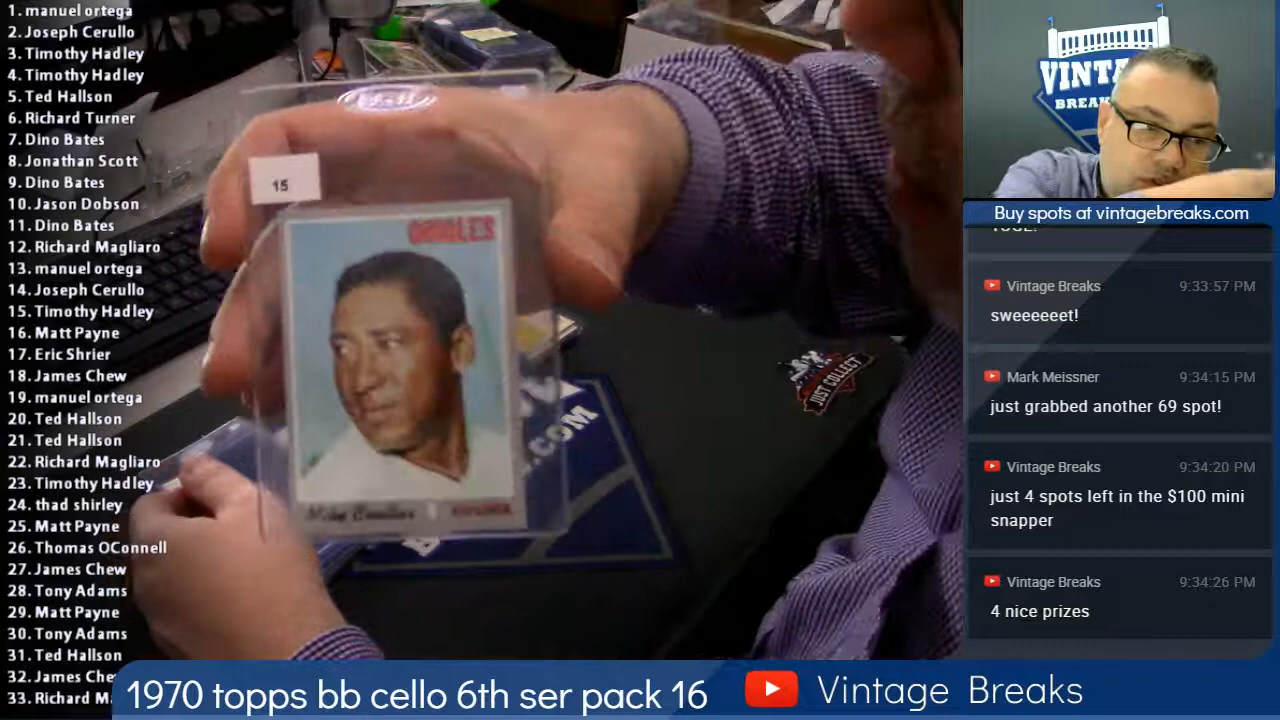 1. manuel ortega
2. Joseph Cerullo
3. Timothy Hadley
4. Timothy Hadley
5. Ted Hallson
6. Richard Turner
7. Dino Bates
8. Jonathan Scott
9. Dino Bates
10. Jason Dobson
11. Dino Bates
12. Richard Magliaro
13. manuel ortega
14. Joseph Cerullo
15. Timothy Hadley
16. Matt Payne
17. Eric Shrier
18. James Chew
19. manuel ortega
20. Ted Hallson
21. Ted Hallson
22. Richard Magliaro
23. Timothy Hadley
24. thad shirley
25. Matt Payne
26. Thomas OConnell
27. James Chew
28. Tony Adams
29. Matt Payne
30. Tony Adams
31. Ted Hallson
32. James Che
33. Richard M
15
ORIOLES
.COM
JUST COLLECT
VINTA
BREAK
Buy spots at vintagebreaks.com
Vintage Breaks 9:33:57 PM
sweeeeeet!
Mark Meissner 9:34:15 PM
just grabbed another 69 spot!
Vintage Breaks 9:34:20 PM
just 4 spots left in the $100 mini
snapper
Vintage Breaks 9:34:26 PM
4 nice prizes
1970 topps bb cello 6th ser pack 16
Vintage Breaks